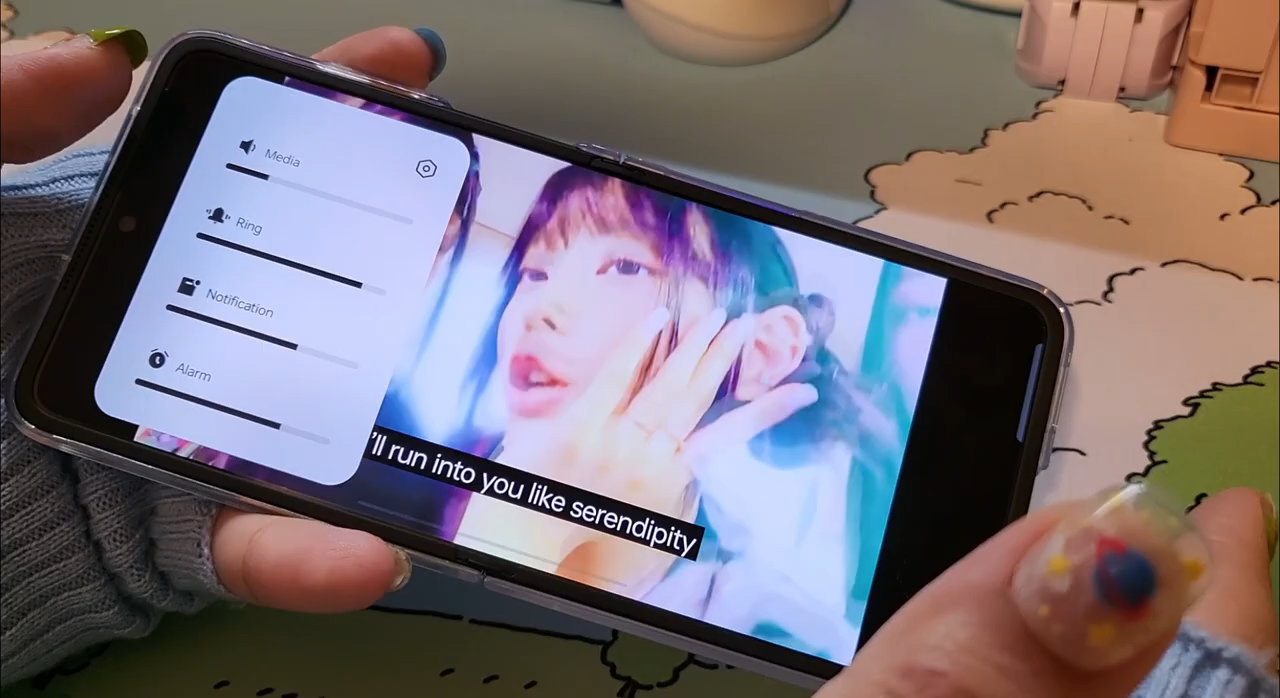 Media
Ring
Notification
Alarm
'll run into you like serendipity